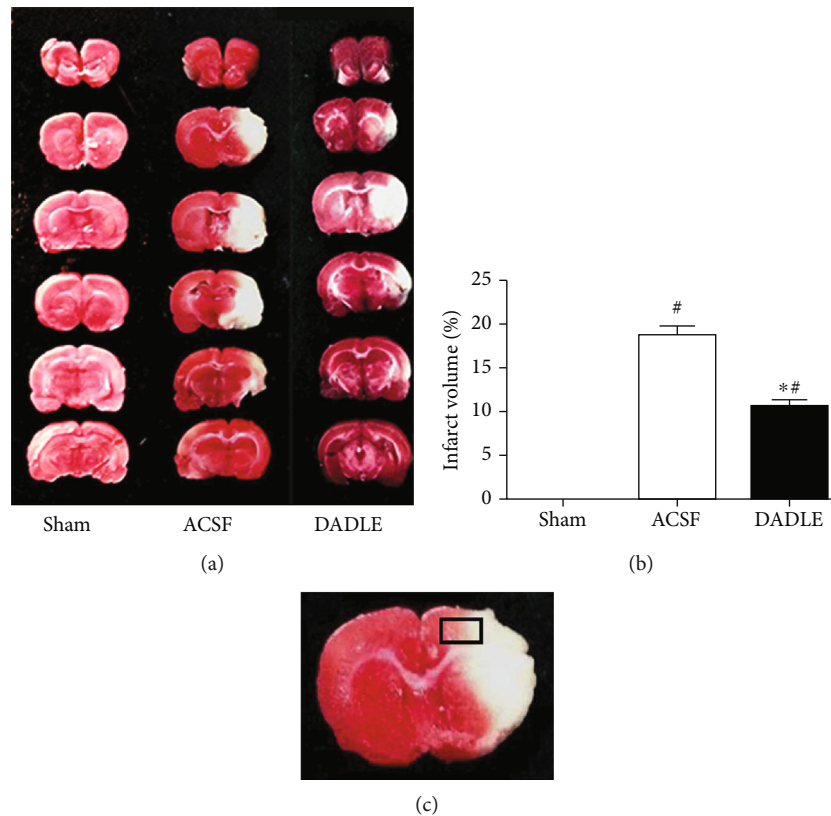 Sham ACSF DADLE
(a)
Infarct volume (%)
25
20
15
10
5
0
#
*#
Sham ACSF DADLE
(b)
(c)